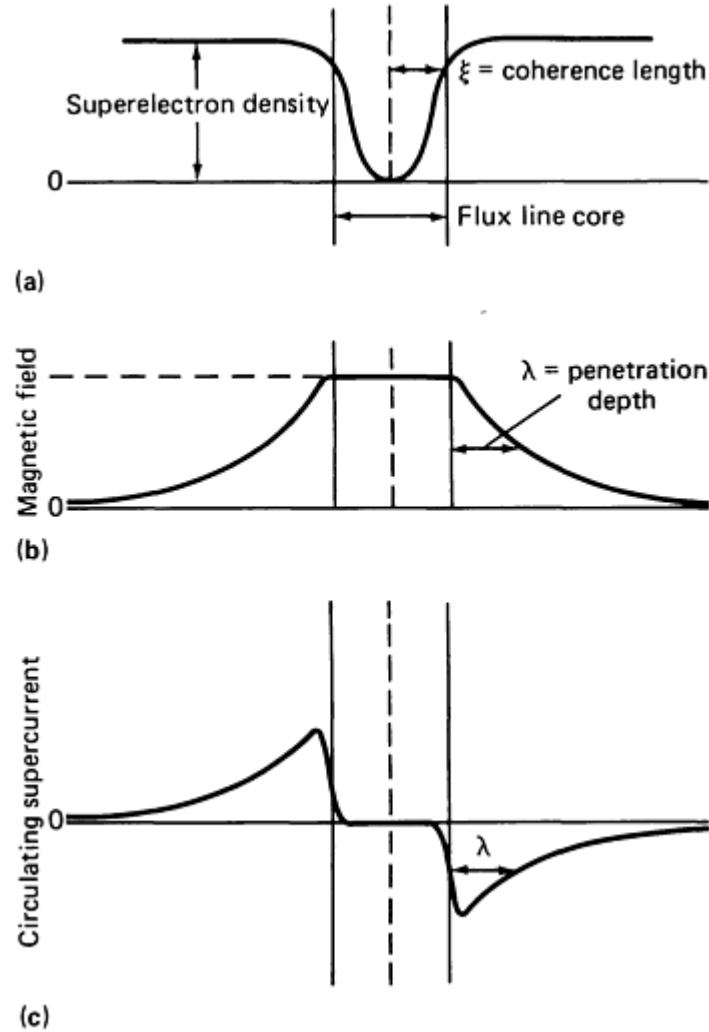 ξ = coherence length
Superelectron density
0
Flux line core
(a)
λ = penetration
depth
Magnetic field
0
(b)
Circulating supercurrent
0
λ
(c)